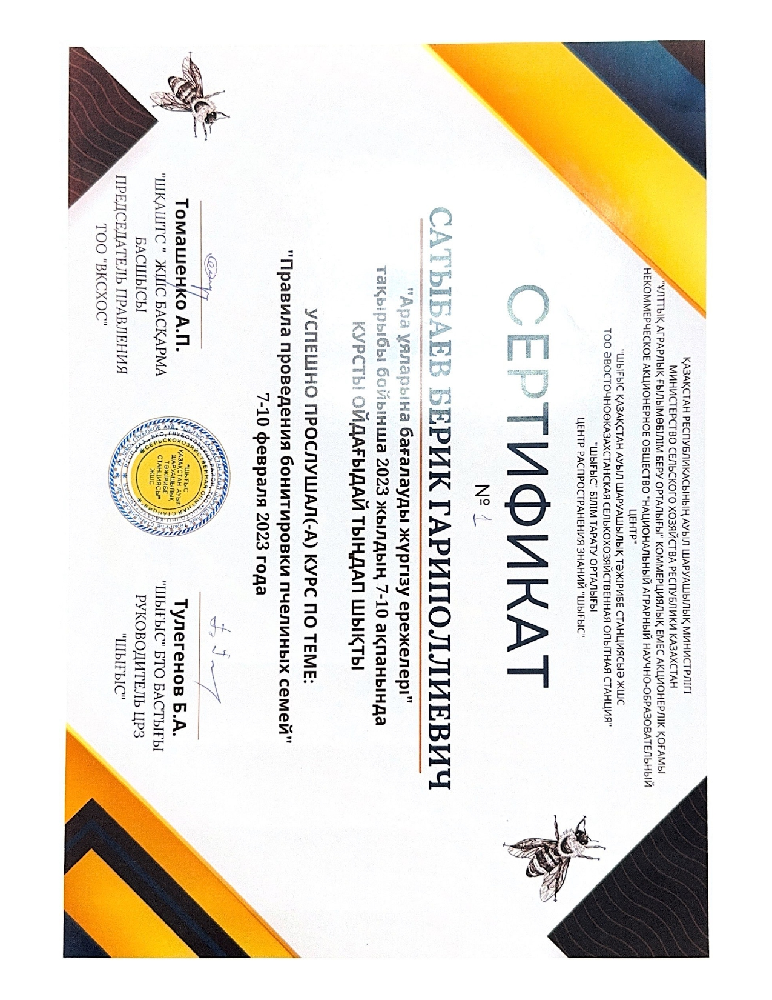 ҚАЗАҚСТАН РЕСПУБЛИКАСЫНЫҢ АУЫЛ ШАРУАШЫЛЫҚ МИНИСТРЛІГІ
МИНИСТЕРСТВО СЕЛЬСКОГО ХОЗЯЙСТВА РЕСПУБЛИКИ КАЗАХСТАН
"ҰЛТТЫҚ АГРАРЛЫҚ ҒЫЛЫМӨБІЛІМ БЕРУ ОРТАЛЫҒЫ" КОММЕРЦИЯЛЫҚ ЕМЕС АКЦИОНЕРЛІК ҚОҒАМЫ
НЕКОММЕРЧЕСКОЕ АКЦИОНЕРНОЕ ОБЩЕСТВО "НАЦИОНАЛЬНЫЙ АГРАРНЫЙ НАУЧНО-ОБРАЗОВАТЕЛЬНЫЙ
ЦЕНТР"
"ШЫҒЫС ҚАЗАҚСТАН АУЫЛ ШАРУАШЫЛЫҚ ТӘЖІРИБЕ СТАНЦИЯСЫӘ ЖШС
ТОО ӘВОСТОЧНОӨКАЗАХСТАНСКАЯ СЕЛЬКОХОЗЯЙСТВЕННАЯ ОПЫТНАЯ СТАНЦИЯ"
"ШЫҒЫС" БІЛІМ ТАРАТУ ОРТАЛЫҒЫ
ЦЕНТР РАСПРОСТРАНЕНИЯ ЗНАНИЙ "ШЫҒЫС"
СЕРТИФИКАТ
№ 1
САТЫБАЕВ БЕРИК ГАРИПОЛЛИЕВИЧ
"Ара ұяларына бағалауды жүргізу ережелері"
тақырыбы бойынша 2023 жылдың 7-10 ақпанында
КУРСТЫ ОЙДАҒЫДАЙ ТЫҢДАП ШЫҚТЫ
УСПЕШНО ПРОСЛУШАЛ(-А) КУРС ПО ТЕМЕ:
"Правила проведения бонитировки пчелиных семей"
7-10 февраля 2023 года
Томашенко А.П.
"ШҚАШТС " ЖШС БАСҚАРМА
БАСШЫСЫ
ПРЕДСЕДАТЕЛЬ ПРАВЛЕНИЯ
ТОО "ВКСХОС"
"ШЫҒЫС
ҚАЗАҚСТАН АУЫЛ
ШАРУАШЫЛЫҚ
ТӘЖІРИБЕ
СТАНЦИЯСЫ"
ЖШС
Тулегенов Б.А.
"ШЫҒЫС" БТО БАСТЫҒЫ
РУКОВОДИТЕЛЬ ЦРЗ
"ШЫҒЫС"